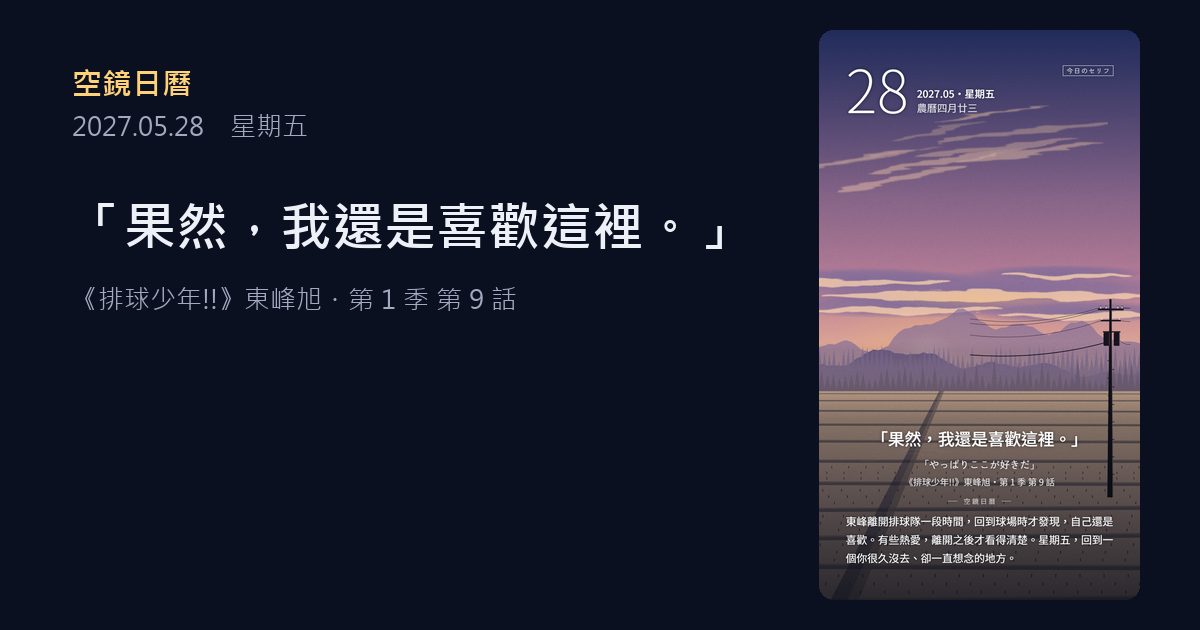 空鏡日曆
2027.05.28 星期五
「果然，我還是喜歡這裡。」
《排球少年!!》東峰旭・第 1 季 第 9 話
28
2027.05・星期五
農曆四月廿三
今日のセリフ
「果然，我還是喜歡這裡。」
「やっぱりここが好きだ」
《排球少年!!》東峰旭・第 1 季 第 9 話
— 空鏡日曆 —
東峰離開排球隊一段時間，回到球場時才發現，自己還是
喜歡。有些熱愛，離開之後才看得清楚。星期五，回到一
個你很久沒去、卻一直想念的地方。